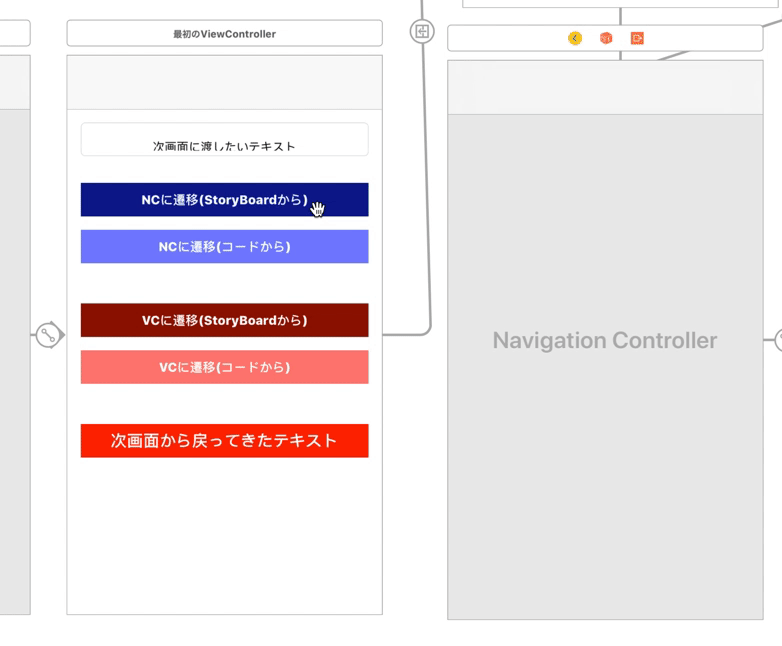 最初のViewController
次画面に渡したいテキスト
NCに遷移(StoryBoardから)
NCに遷移(コードから)
VCに遷移(StoryBoardから)
VCに遷移(コードから)
次画面から戻ってきたテキスト
Navigation Controller